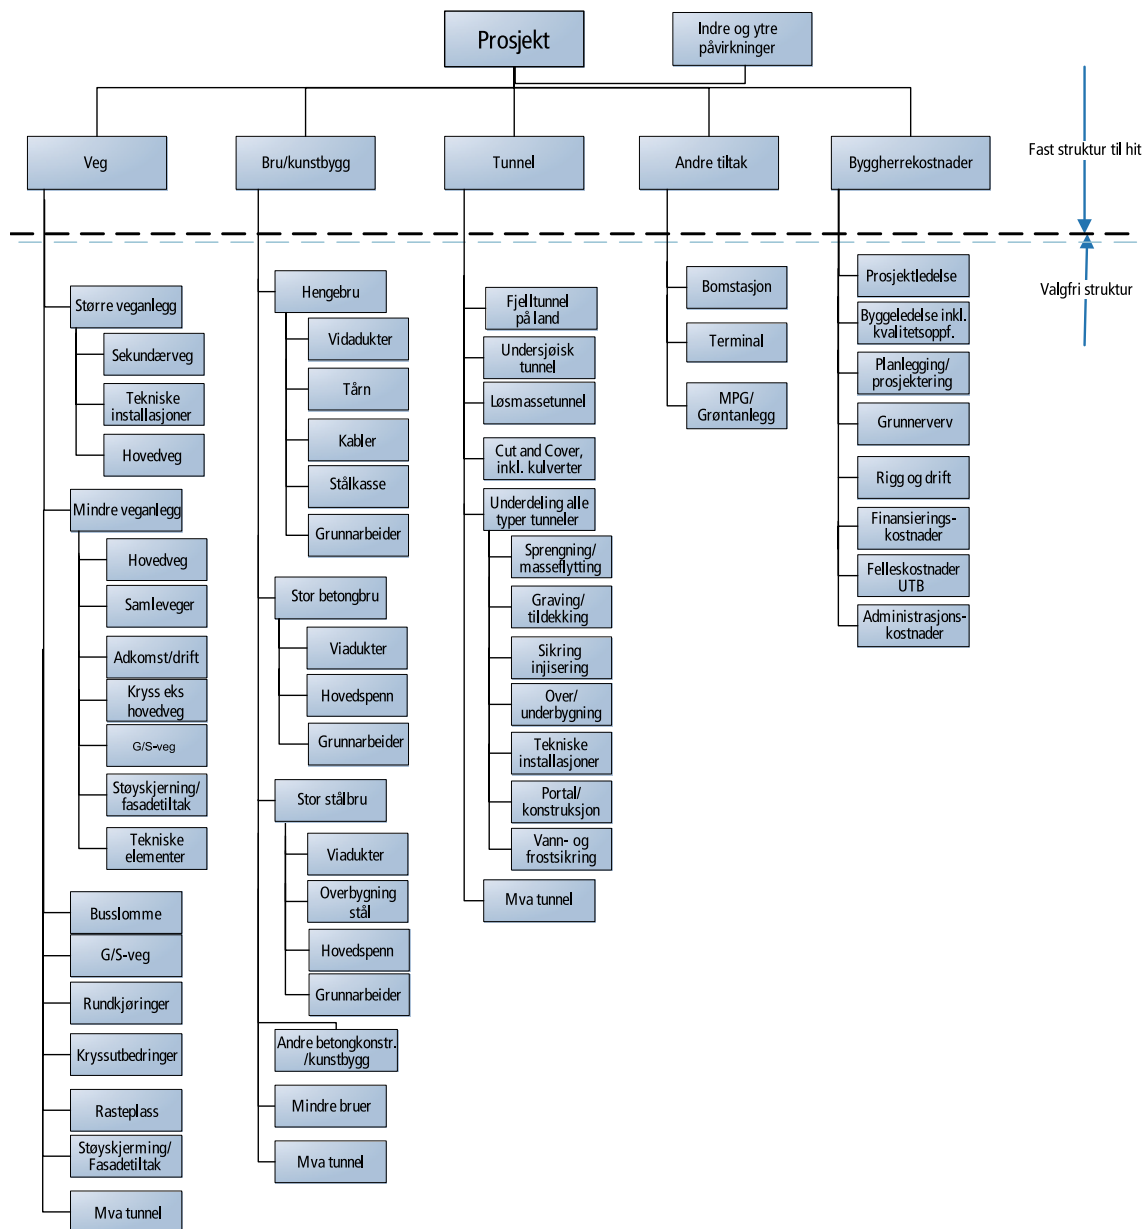 Prosjekt
Indre og ytre
påvirkninger
Veg
Bru/kunstbygg
Tunnel
Andre tiltak
Byggherrekostnader
Fast struktur til hit
Valgfri struktur
Større veganlegg
Sekundærveg
Tekniske
installasjoner
Hovedveg
Mindre veganlegg
Hovedveg
Samleveger
Adkomst/drift
Kryss eks
hovedveg
G/S-veg
Støyskjerning/
fasadetiltak
Tekniske
elementer
Busslomme
G/S-veg
Rundkjøringer
Kryssutbedringer
Rasteplass
Støyskjerming/
Fasadetiltak
Mva tunnel
Hengebru
Vidadukter
Tårn
Kabler
Stålkasse
Grunnarbeider
Stor betongbru
Viadukter
Hovedspenn
Grunnarbeider
Stor stålbru
Viadukter
Overbygning
stål
Hovedspenn
Grunnarbeider
Andre betongkonstr.
/kunstbygg
Mindre bruer
Mva tunnel
Fjelltunnel
på land
Undersjøisk
tunnel
Løsmassetunnel
Cut and Cover,
inkl. kulverter
Underdeling alle
typer tunneler
Sprengning/
masseflytting
Graving/
tildekking
Sikring
injisering
Over/
underbygning
Tekniske
installasjoner
Portal/
konstruksjon
Vann- og
frostsikring
Mva tunnel
Bomstasjon
Terminal
MPG/
Grøntanlegg
Prosjektledelse
Byggeledelse inkl.
kvalitetsoppf.
Planlegging/
prosjektering
Grunnerverv
Rigg og drift
Finansierings-
kostnader
Felleskostnader
UTB
Administrasjons-
kostnader